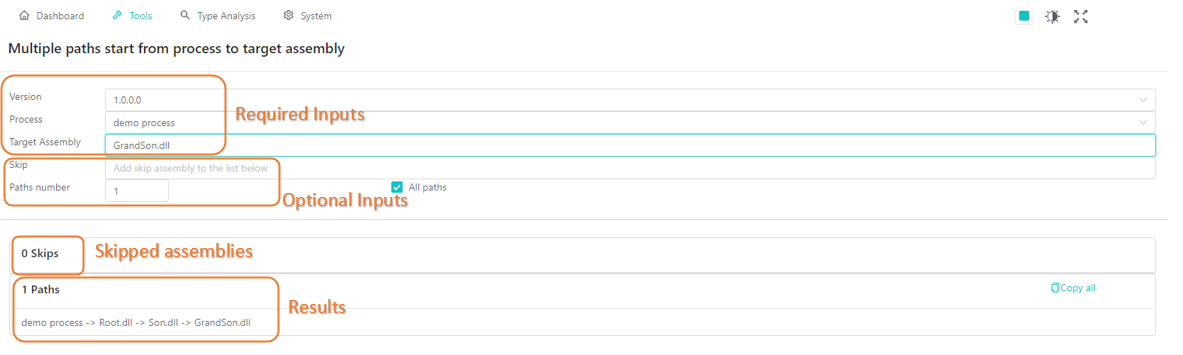 Dashboard Tools Type Analysis System
Multiple paths start from process to target assembly
Version 1.0.0.0
Required Inputs
Process demo process
Target Assembly GrandSon.dll
Skip Add skip assembly to the list below
Paths number 1 All paths
Optional Inputs
0 Skips Skipped assemblies
1 Paths Copy all
Results
demo process -> Root.dll -> Son.dll -> GrandSon.dll